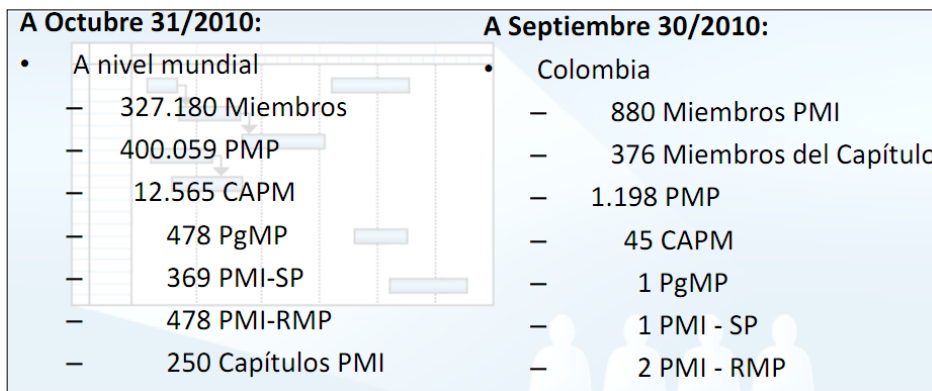 A Octubre 31/2010:
• A nivel mundial
– 327.180 Miembros
– 400.059 PMP
– 12.565 CAPM
– 478 PgMP
– 369 PMI-SP
– 478 PMI-RMP
– 250 Capítulos PMI
A Septiembre 30/2010:
• Colombia
– 880 Miembros PMI
– 376 Miembros del Capítulo
– 1.198 PMP
– 45 CAPM
– 1 PgMP
– 1 PMI - SP
– 2 PMI - RMP